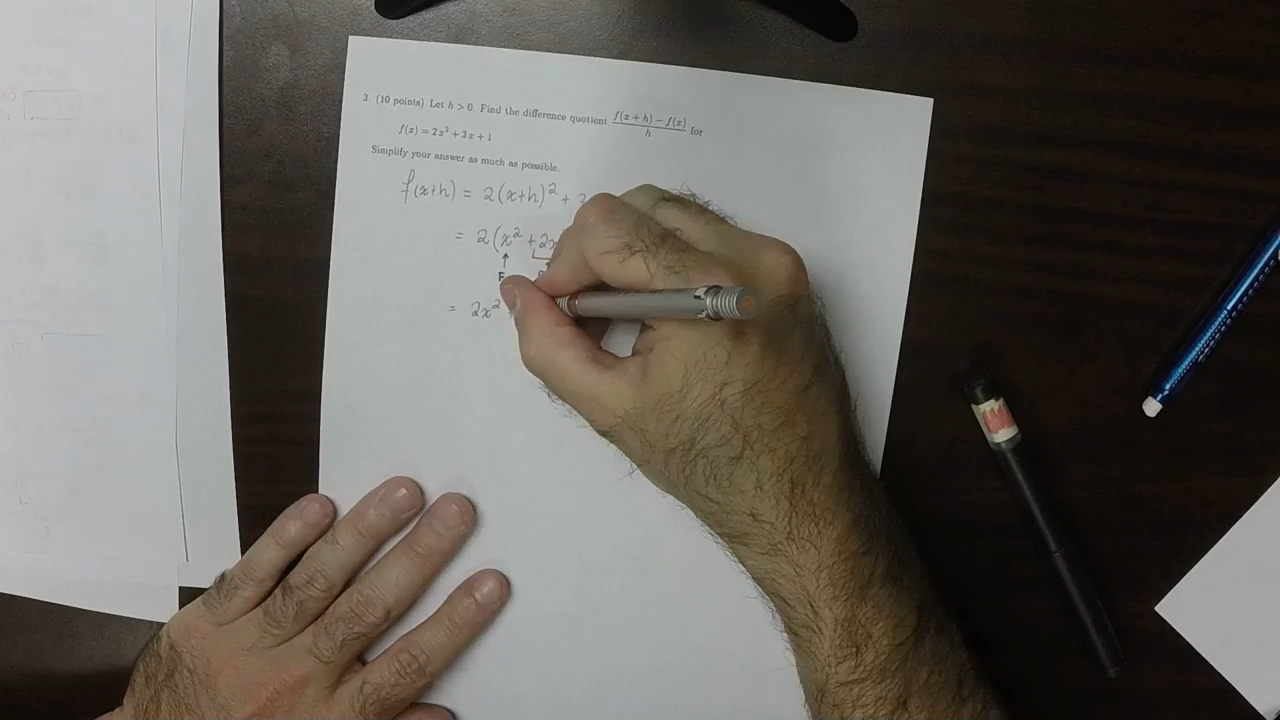 3. (10 points) Let h > 0. Find the difference quotient f(x + h) − f(x) / h for
f(x) = 2x² + 3x + 1
Simplify your answer as much as possible.
f(x+h) = 2(x+h)² +
= 2(x² + 2x
↑
F
= 2x²